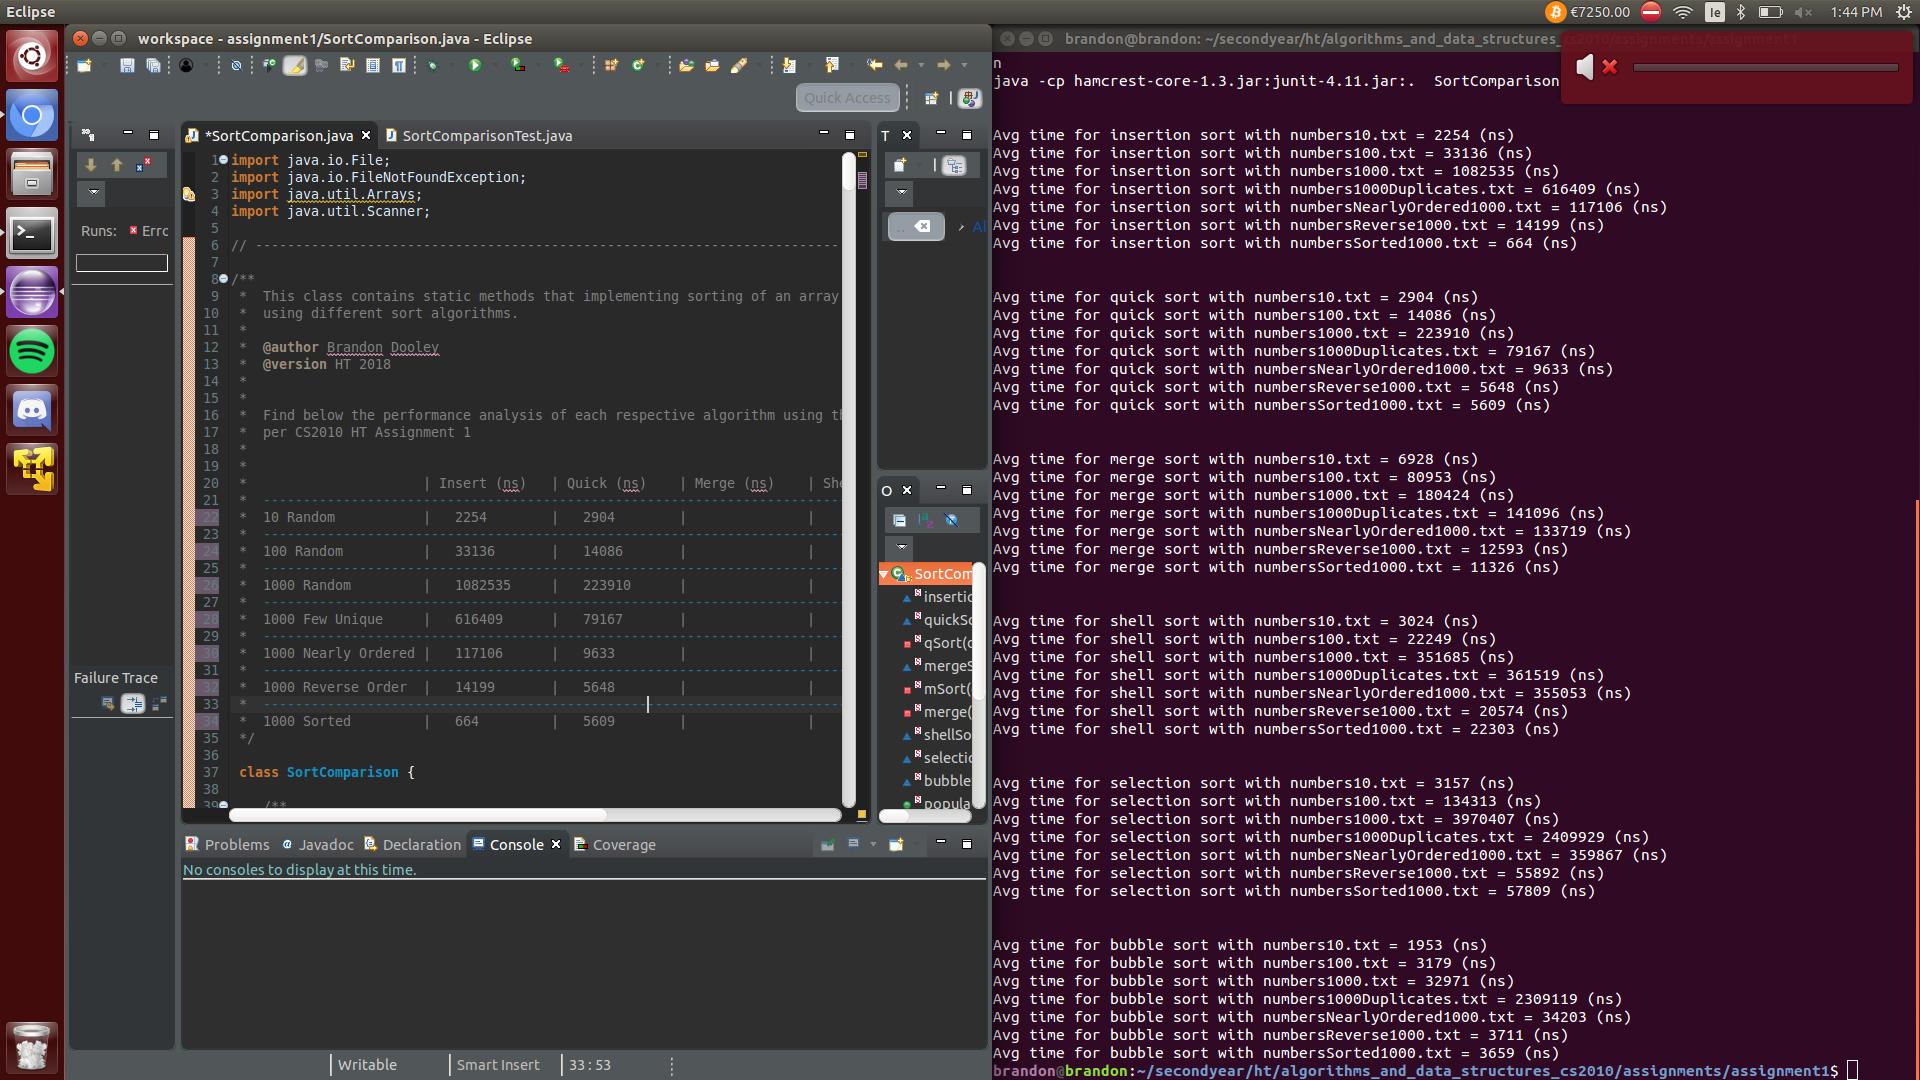 Eclipse
€7250.00
le
1:44 PM
workspace - assignment1/SortComparison.java - Eclipse
Quick Access
*SortComparison.java
SortComparisonTest.java
T
1 import java.io.File;
2 import java.io.FileNotFoundException;
3 import java.util.Arrays;
4 import java.util.Scanner;
5
6 // -------------------------------------------------------------------------
7
8 /**
9 * This class contains static methods that implementing sorting of an array
10 * using different sort algorithms.
11 *
12 * @author Brandon Dooley
13 * @version HT 2018
14 *
15 *
16 * Find below the performance analysis of each respective algorithm using th
17 * per CS2010 HT Assignment 1
18 *
19 *
20 * | Insert (ns) | Quick (ns) | Merge (ns) | She
21 * ------------------------------------------------------------------------
22 * 10 Random | 2254 | 2904 | |
23 * ------------------------------------------------------------------------
24 * 100 Random | 33136 | 14086 | |
25 * ------------------------------------------------------------------------
26 * 1000 Random | 1082535 | 223910 | |
27 * ------------------------------------------------------------------------
28 * 1000 Few Unique | 616409 | 79167 | |
29 * ------------------------------------------------------------------------
30 * 1000 Nearly Ordered | 117106 | 9633 | |
31 * ------------------------------------------------------------------------
32 * 1000 Reverse Order | 14199 | 5648 | |
33 * ------------------------------------------------------------------------
34 * 1000 Sorted | 664 | 5609 | |
35 */
36
37 class SortComparison {
38
39 /**
Runs:
Erro
Failure Trace
Al
O
SortCom
insertio
quickSo
qSort(d
mergeS
mSort(
merge(
shellSo
selectio
bubble
popula
Problems
Javadoc
Declaration
Console
Coverage
No consoles to display at this time.
Writable
Smart Insert
33 : 53
brandon@brandon: ~/secondyear/ht/algorithms_and_data_structures_cs2010/assignments/assignment1
n
java -cp hamcrest-core-1.3.jar:junit-4.11.jar:. SortComparison
Avg time for insertion sort with numbers10.txt = 2254 (ns)
Avg time for insertion sort with numbers100.txt = 33136 (ns)
Avg time for insertion sort with numbers1000.txt = 1082535 (ns)
Avg time for insertion sort with numbers1000Duplicates.txt = 616409 (ns)
Avg time for insertion sort with numbersNearlyOrdered1000.txt = 117106 (ns)
Avg time for insertion sort with numbersReverse1000.txt = 14199 (ns)
Avg time for insertion sort with numbersSorted1000.txt = 664 (ns)
Avg time for quick sort with numbers10.txt = 2904 (ns)
Avg time for quick sort with numbers100.txt = 14086 (ns)
Avg time for quick sort with numbers1000.txt = 223910 (ns)
Avg time for quick sort with numbers1000Duplicates.txt = 79167 (ns)
Avg time for quick sort with numbersNearlyOrdered1000.txt = 9633 (ns)
Avg time for quick sort with numbersReverse1000.txt = 5648 (ns)
Avg time for quick sort with numbersSorted1000.txt = 5609 (ns)
Avg time for merge sort with numbers10.txt = 6928 (ns)
Avg time for merge sort with numbers100.txt = 80953 (ns)
Avg time for merge sort with numbers1000.txt = 180424 (ns)
Avg time for merge sort with numbers1000Duplicates.txt = 141096 (ns)
Avg time for merge sort with numbersNearlyOrdered1000.txt = 133719 (ns)
Avg time for merge sort with numbersReverse1000.txt = 12593 (ns)
Avg time for merge sort with numbersSorted1000.txt = 11326 (ns)
Avg time for shell sort with numbers10.txt = 3024 (ns)
Avg time for shell sort with numbers100.txt = 22249 (ns)
Avg time for shell sort with numbers1000.txt = 351685 (ns)
Avg time for shell sort with numbers1000Duplicates.txt = 361519 (ns)
Avg time for shell sort with numbersNearlyOrdered1000.txt = 355053 (ns)
Avg time for shell sort with numbersReverse1000.txt = 20574 (ns)
Avg time for shell sort with numbersSorted1000.txt = 22303 (ns)
Avg time for selection sort with numbers10.txt = 3157 (ns)
Avg time for selection sort with numbers100.txt = 134313 (ns)
Avg time for selection sort with numbers1000.txt = 3970407 (ns)
Avg time for selection sort with numbers1000Duplicates.txt = 2409929 (ns)
Avg time for selection sort with numbersNearlyOrdered1000.txt = 359867 (ns)
Avg time for selection sort with numbersReverse1000.txt = 55892 (ns)
Avg time for selection sort with numbersSorted1000.txt = 57809 (ns)
Avg time for bubble sort with numbers10.txt = 1953 (ns)
Avg time for bubble sort with numbers100.txt = 3179 (ns)
Avg time for bubble sort with numbers1000.txt = 32971 (ns)
Avg time for bubble sort with numbers1000Duplicates.txt = 2309119 (ns)
Avg time for bubble sort with numbersNearlyOrdered1000.txt = 34203 (ns)
Avg time for bubble sort with numbersReverse1000.txt = 3711 (ns)
Avg time for bubble sort with numbersSorted1000.txt = 3659 (ns)
brandon@brandon:~/secondyear/ht/algorithms_and_data_structures_cs2010/assignments/assignment1$